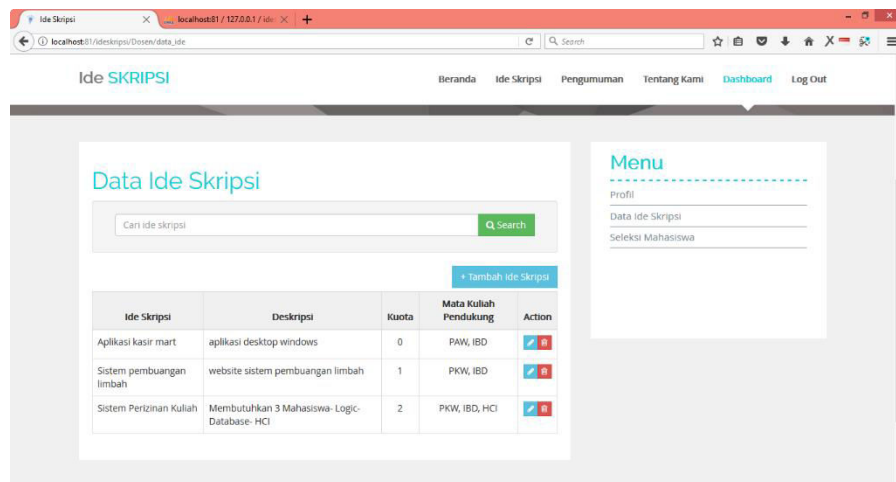 Ide Skripsi
localhost:81 / 127.0.0.1 / ide
localhost:81/ideskripsi/Dosen/data_ide
Search
Ide SKRIPSI
Beranda Ide Skripsi Pengumuman Tentang Kami Dashboard Log Out
Data Ide Skripsi
Cari ide skripsi
Search
+ Tambah Ide Skripsi
Ide Skripsi Deskripsi Kuota Mata Kuliah Pendukung Action
Aplikasi kasir mart aplikasi desktop windows 0 PAW, IBD
Sistem pembuangan website sistem pembuangan limbah 1 PKW, IBD
limbah
Sistem Perizinan Kuliah Membutuhkan 3 Mahasiswa- Logic- 2 PKW, IBD, HCI
Database- HCI
Menu
Profil
Data Ide Skripsi
Seleksi Mahasiswa